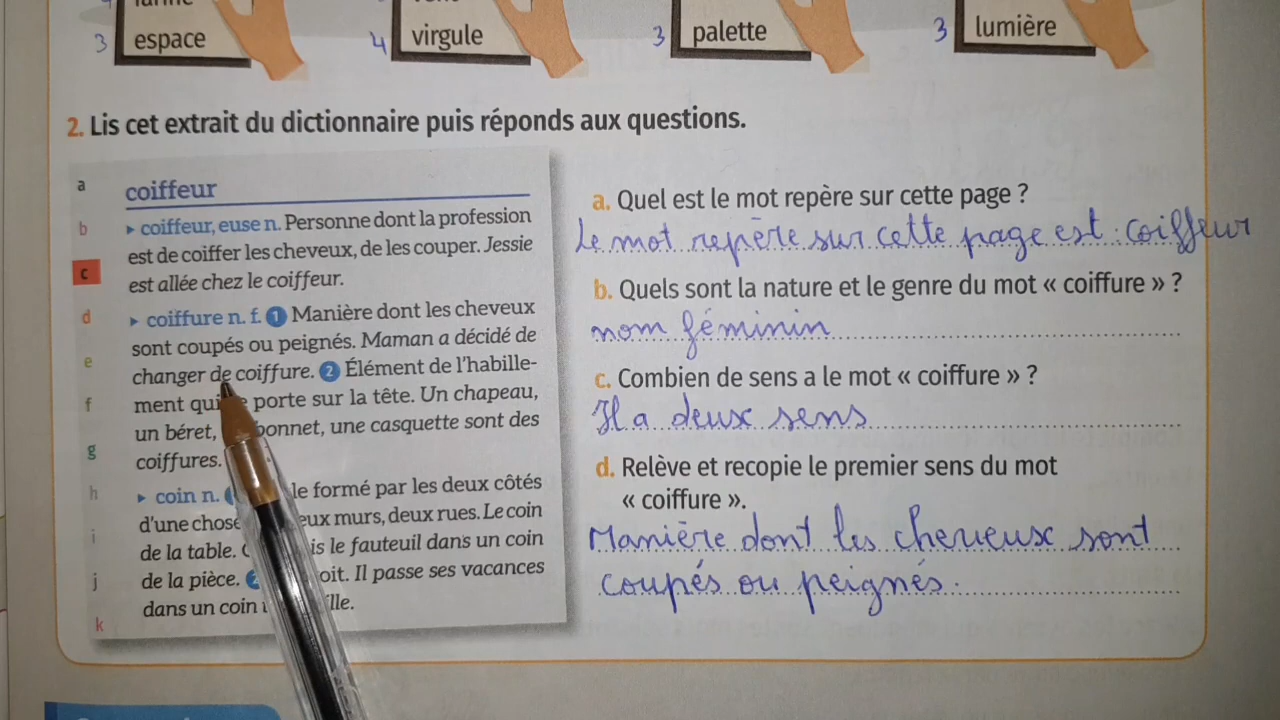 3 espace
4 virgule
3 palette
3 lumière
2. Lis cet extrait du dictionnaire puis réponds aux questions.
a
b
c
d
e
f
g
h
i
j
k
coiffeur
▸ coiffeur, euse n. Personne dont la profession
est de coiffer les cheveux, de les couper. Jessie
est allée chez le coiffeur.
▸ coiffure n. f. 1 Manière dont les cheveux
sont coupés ou peignés. Maman a décidé de
changer de coiffure. 2 Élément de l'habille-
ment qui porte sur la tête. Un chapeau,
un béret, bonnet, une casquette sont des
coiffures.
▸ coin n. le formé par les deux côtés
d'une chose eux murs, deux rues. Le coin
de la table. is le fauteuil dans un coin
de la pièce. 2 oit. Il passe ses vacances
dans un coin lle.
a. Quel est le mot repère sur cette page ?
Le mot repère sur cette page est : coiffeur
b. Quels sont la nature et le genre du mot « coiffure » ?
nom féminin
c. Combien de sens a le mot « coiffure » ?
Il a deux sens
d. Relève et recopie le premier sens du mot
« coiffure ».
Manière dont les cheveux sont
coupés ou peignés.